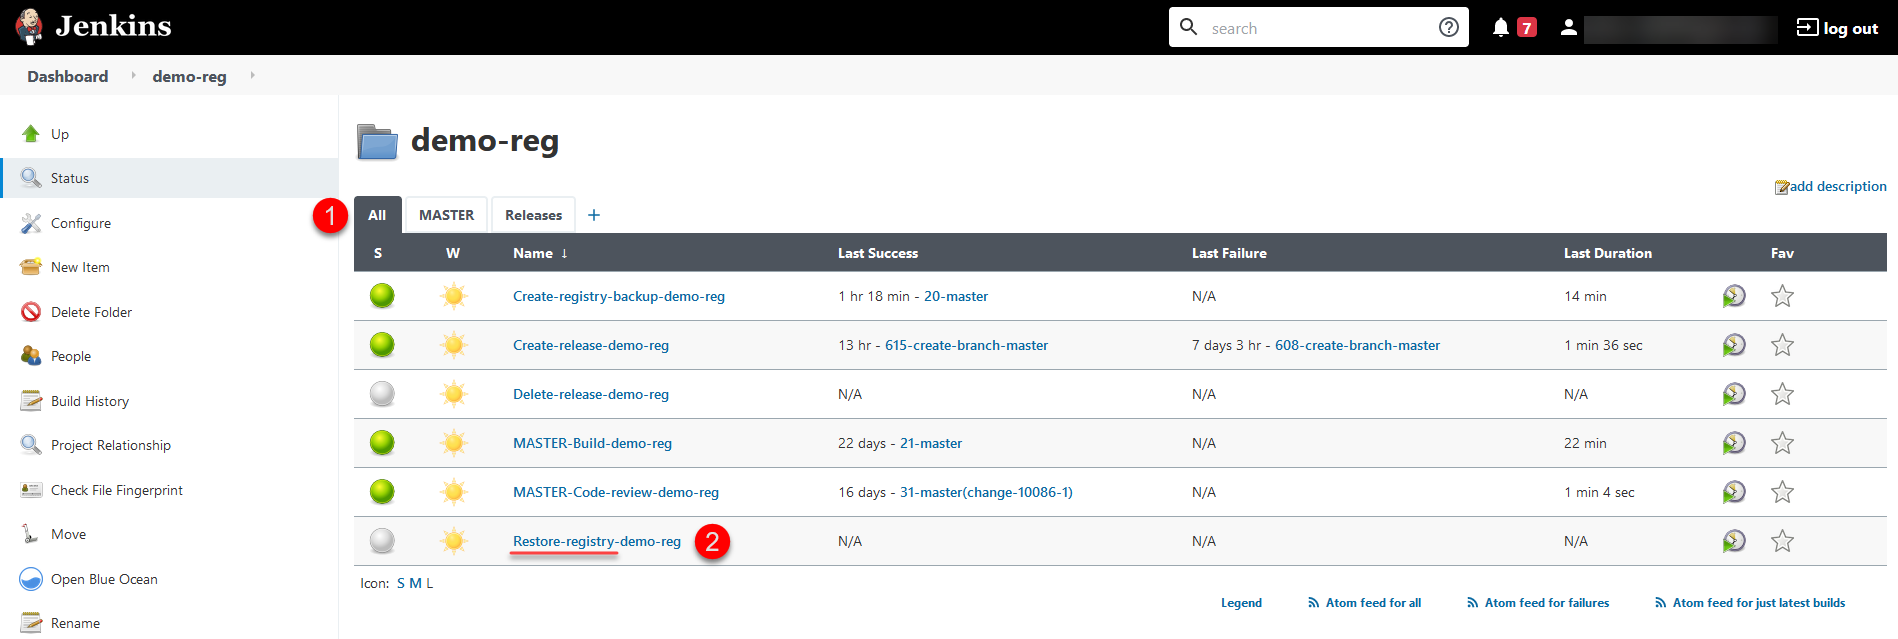 Jenkins
search
7
log out
Dashboard
demo-reg
Up
Status
Configure
New Item
Delete Folder
People
Build History
Project Relationship
Check File Fingerprint
Move
Open Blue Ocean
Rename
demo-reg
add description
1
All MASTER Releases +
S W Name ↓ Last Success Last Failure Last Duration Fav
Create-registry-backup-demo-reg 1 hr 18 min - 20-master N/A 14 min
Create-release-demo-reg 13 hr - 615-create-branch-master 7 days 3 hr - 608-create-branch-master 1 min 36 sec
Delete-release-demo-reg N/A N/A N/A
MASTER-Build-demo-reg 22 days - 21-master N/A 22 min
MASTER-Code-review-demo-reg 16 days - 31-master(change-10086-1) N/A 1 min 4 sec
Restore-registry-demo-reg 2 N/A N/A N/A
Icon: S M L
Legend Atom feed for all Atom feed for failures Atom feed for just latest builds